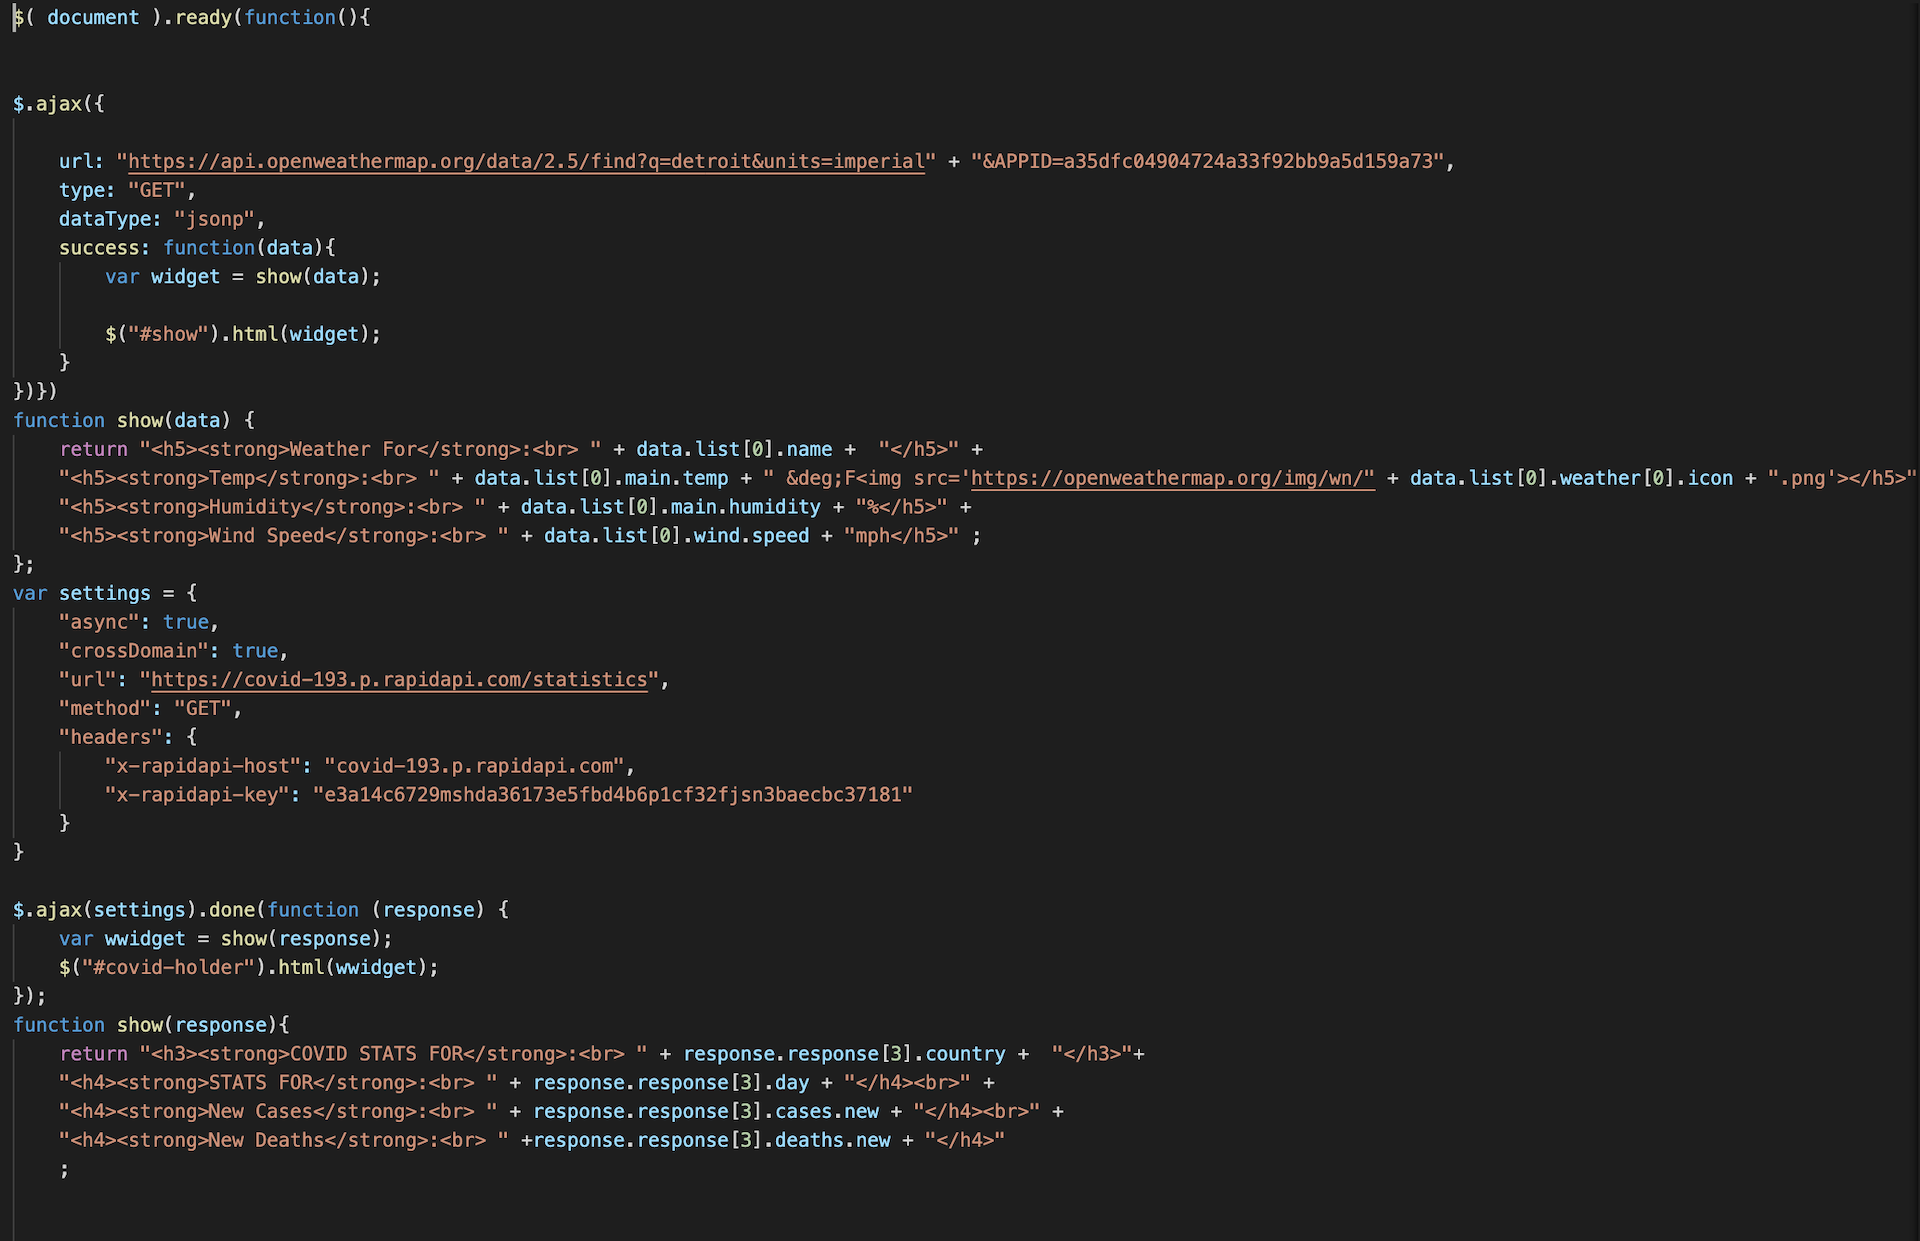 $( document ).ready(function(){
$.ajax({
url: "https://api.openweathermap.org/data/2.5/find?q=detroit&units=imperial" + "&APPID=a35dfc04904724a33f92bb9a5d159a73",
type: "GET",
dataType: "jsonp",
success: function(data){
var widget = show(data);
$("#show").html(widget);
}
})})
function show(data) {
return "<h5><strong>Weather For</strong>:<br> " + data.list[0].name +  "</h5>" +
"<h5><strong>Temp</strong>:<br> " + data.list[0].main.temp + " &deg;F<img src='https://openweathermap.org/img/wn/" + data.list[0].weather[0].icon + ".png'></h5>"
"<h5><strong>Humidity</strong>:<br> " + data.list[0].main.humidity + "%</h5>" +
"<h5><strong>Wind Speed</strong>:<br> " + data.list[0].wind.speed + "mph</h5>" ;
};
var settings = {
"async": true,
"crossDomain": true,
"url": "https://covid-193.p.rapidapi.com/statistics",
"method": "GET",
"headers": {
"x-rapidapi-host": "covid-193.p.rapidapi.com",
"x-rapidapi-key": "e3a14c6729mshda36173e5fbd4b6p1cf32fjsn3baecbc37181"
}
}
$.ajax(settings).done(function (response) {
var wwidget = show(response);
$("#covid-holder").html(wwidget);
});
function show(response){
return "<h3><strong>COVID STATS FOR</strong>:<br> " + response.response[3].country +  "</h3>"+
"<h4><strong>STATS FOR</strong>:<br> " + response.response[3].day + "</h4><br>" +
"<h4><strong>New Cases</strong>:<br> " + response.response[3].cases.new + "</h4><br>" +
"<h4><strong>New Deaths</strong>:<br> " +response.response[3].deaths.new + "</h4>"
;